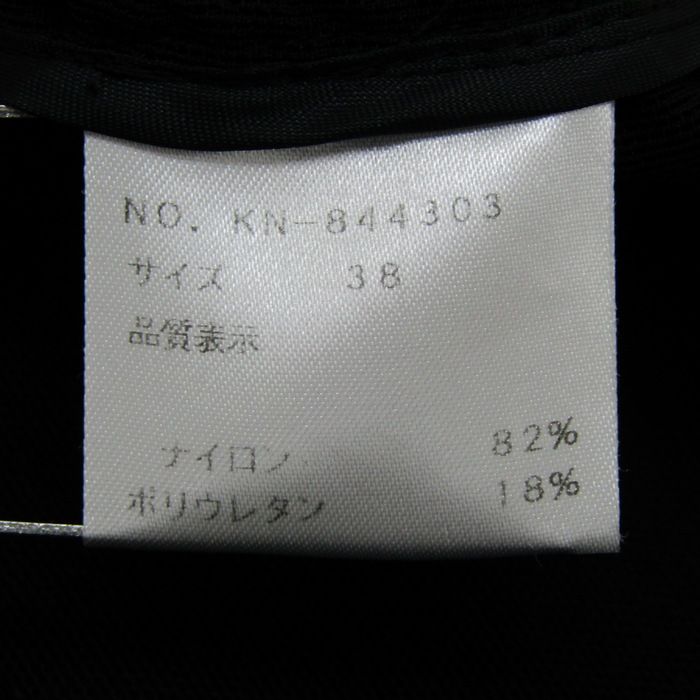 NO. KN-844303
サイズ 38
品質表示
ナイロン 82%
ポリウレタン 18%